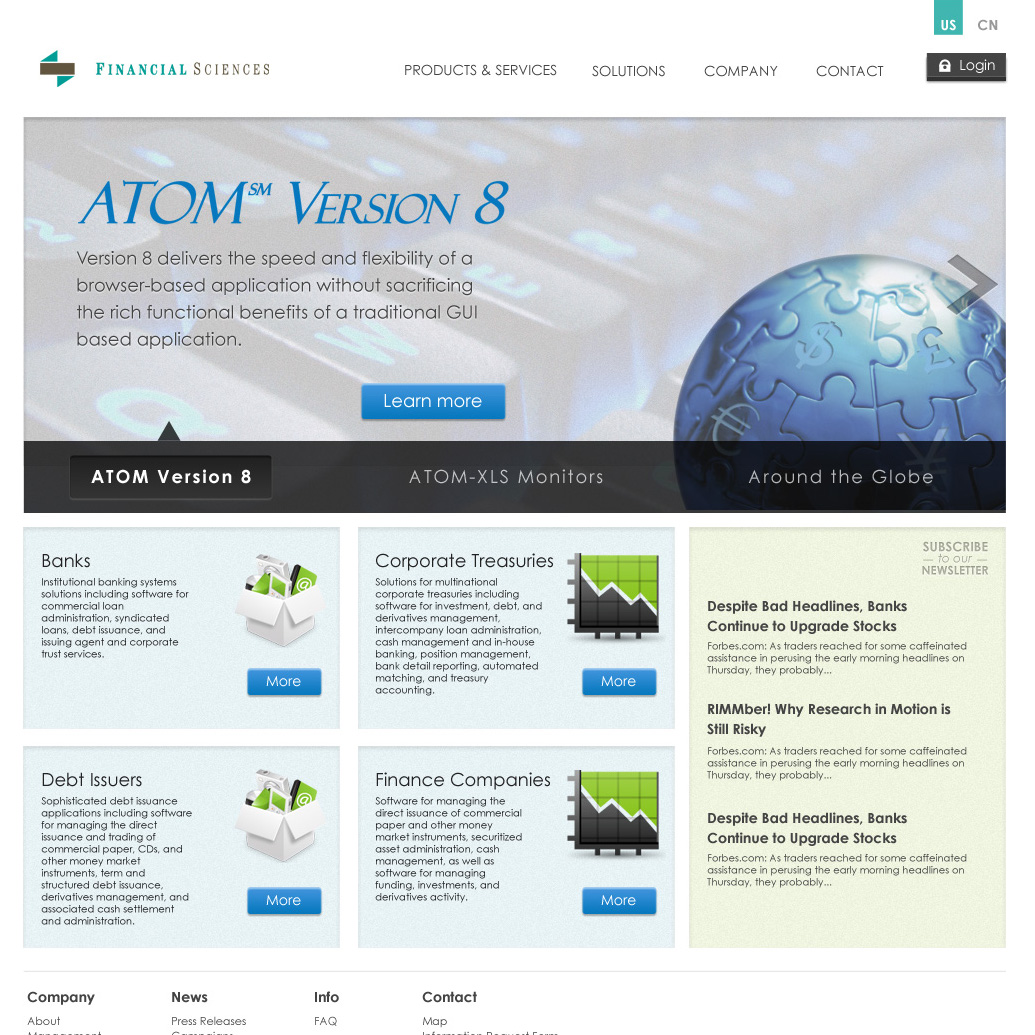 US CN
FINANCIAL SCIENCES
PRODUCTS & SERVICES SOLUTIONS COMPANY CONTACT Login
ATOM℠ VERSION 8
Version 8 delivers the speed and flexibility of a
browser-based application without sacrificing
the rich functional benefits of a traditional GUI
based application.
Learn more
ATOM Version 8 ATOM-XLS Monitors Around the Globe
Banks
Institutional banking systems
solutions including software for
commercial loan
administration, syndicated
loans, debt issuance, and
issuing agent and corporate
trust services.
More
Corporate Treasuries
Solutions for multinational
corporate treasuries including
software for investment, debt, and
derivatives management,
intercompany loan administration,
cash management and in-house
banking, position management,
bank detail reporting, automated
matching, and treasury
accounting.
More
SUBSCRIBE
— to our —
NEWSLETTER
Despite Bad Headlines, Banks
Continue to Upgrade Stocks
Forbes.com: As traders reached for some caffeinated
assistance in perusing the early morning headlines on
Thursday, they probably...
RIMMber! Why Research in Motion is
Still Risky
Forbes.com: As traders reached for some caffeinated
assistance in perusing the early morning headlines on
Thursday, they probably...
Despite Bad Headlines, Banks
Continue to Upgrade Stocks
Forbes.com: As traders reached for some caffeinated
assistance in perusing the early morning headlines on
Thursday, they probably...
Debt Issuers
Sophisticated debt issuance
applications including software
for managing the direct
issuance and trading of
commercial paper, CDs, and
other money market
instruments, term and
structured debt issuance,
derivatives management, and
associated cash settlement
and administration.
More
Finance Companies
Software for managing the
direct issuance of commercial
paper and other money
market instruments, securitized
asset administration, cash
management, as well as
software for managing
funding, investments, and
derivatives activity.
More
Company News Info Contact
About Press Releases FAQ Map
Management Campaigns Information Request Form